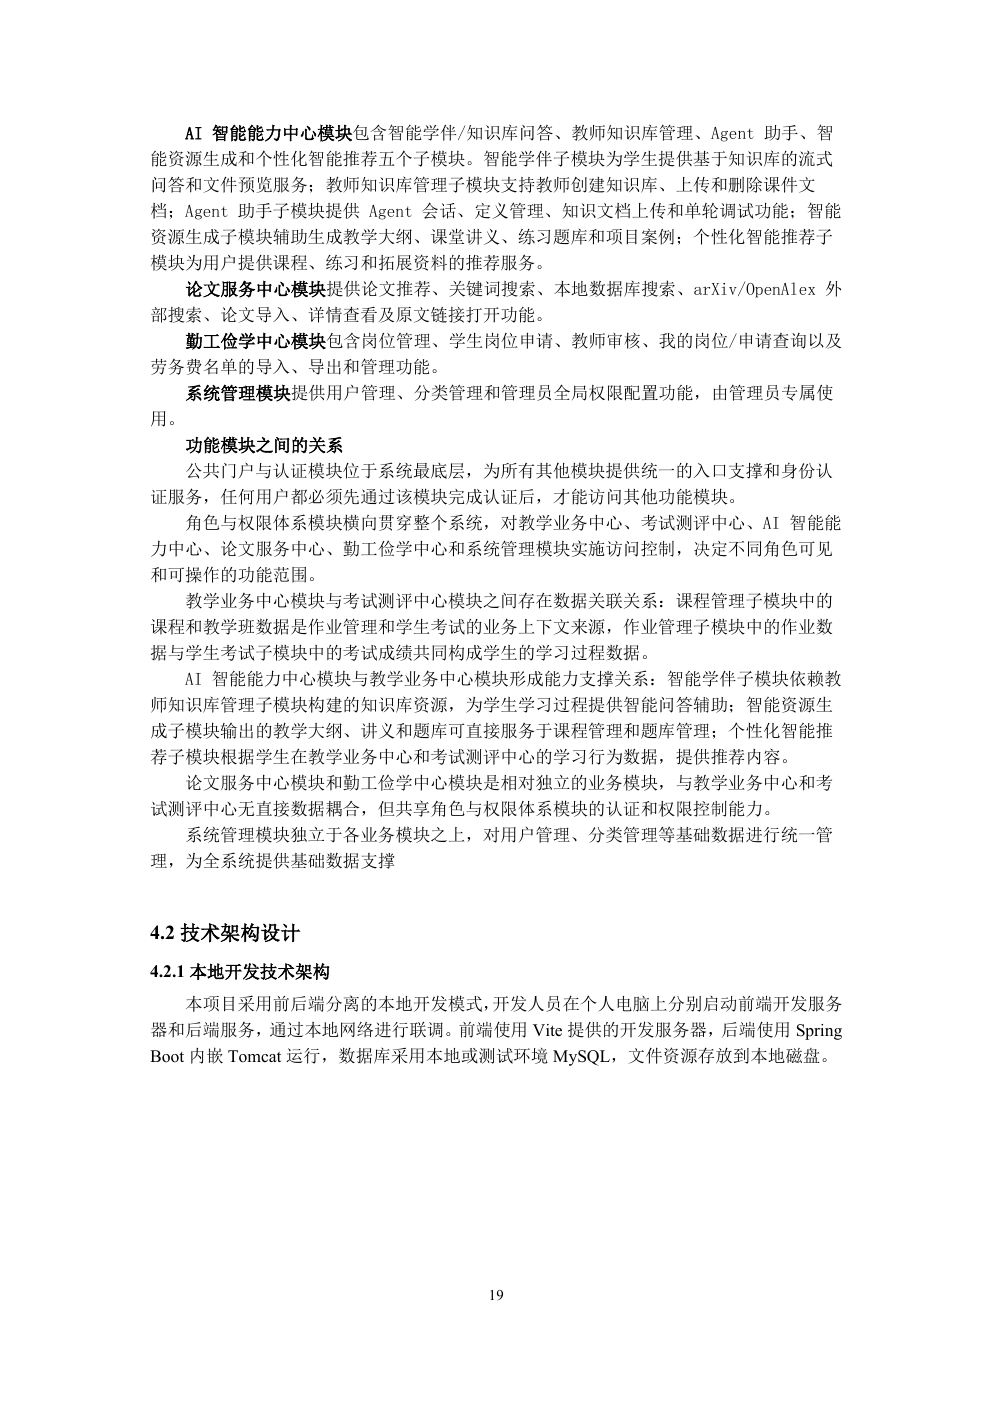 AI 智能能力中心模块包含智能学伴/知识库问答、教师知识库管理、Agent 助手、智
能资源生成和个性化智能推荐五个子模块。智能学伴子模块为学生提供基于知识库的流式
问答和文件预览服务；教师知识库管理子模块支持教师创建知识库、上传和删除课件文
档；Agent 助手子模块提供 Agent 会话、定义管理、知识文档上传和单轮调试功能；智能
资源生成子模块辅助生成教学大纲、课堂讲义、练习题库和项目案例；个性化智能推荐子
模块为用户提供课程、练习和拓展资料的推荐服务。
论文服务中心模块提供论文推荐、关键词搜索、本地数据库搜索、arXiv/OpenAlex 外
部搜索、论文导入、详情查看及原文链接打开功能。
勤工俭学中心模块包含岗位管理、学生岗位申请、教师审核、我的岗位/申请查询以及
劳务费名单的导入、导出和管理功能。
系统管理模块提供用户管理、分类管理和管理员全局权限配置功能，由管理员专属使
用。
功能模块之间的关系
公共门户与认证模块位于系统最底层，为所有其他模块提供统一的入口支撑和身份认
证服务，任何用户都必须先通过该模块完成认证后，才能访问其他功能模块。
角色与权限体系模块横向贯穿整个系统，对教学业务中心、考试测评中心、AI 智能能
力中心、论文服务中心、勤工俭学中心和系统管理模块实施访问控制，决定不同角色可见
和可操作的功能范围。
教学业务中心模块与考试测评中心模块之间存在数据关联关系：课程管理子模块中的
课程和教学班数据是作业管理和学生考试的业务上下文来源，作业管理子模块中的作业数
据与学生考试子模块中的考试成绩共同构成学生的学习过程数据。
AI 智能能力中心模块与教学业务中心模块形成能力支撑关系：智能学伴子模块依赖教
师知识库管理子模块构建的知识库资源，为学生学习过程提供智能问答辅助；智能资源生
成子模块输出的教学大纲、讲义和题库可直接服务于课程管理和题库管理；个性化智能推
荐子模块根据学生在教学业务中心和考试测评中心的学习行为数据，提供推荐内容。
论文服务中心模块和勤工俭学中心模块是相对独立的业务模块，与教学业务中心和考
试测评中心无直接数据耦合，但共享角色与权限体系模块的认证和权限控制能力。
系统管理模块独立于各业务模块之上，对用户管理、分类管理等基础数据进行统一管
理，为全系统提供基础数据支撑
4.2 技术架构设计
4.2.1 本地开发技术架构
本项目采用前后端分离的本地开发模式，开发人员在个人电脑上分别启动前端开发服务
器和后端服务，通过本地网络进行联调。前端使用 Vite 提供的开发服务器，后端使用 Spring
Boot 内嵌 Tomcat 运行，数据库采用本地或测试环境 MySQL，文件资源存放到本地磁盘。
19